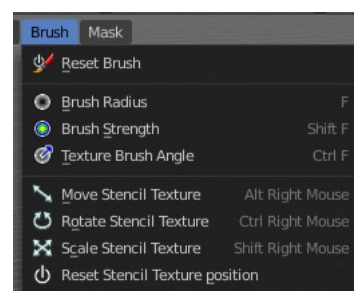 Brush Mask
Reset Brush
Brush Radius F
Brush Strength Shift F
Texture Brush Angle Ctrl F
Move Stencil Texture Alt Right Mouse
Rotate Stencil Texture Ctrl Right Mouse
Scale Stencil Texture Shift Right Mouse
Reset Stencil Texture position